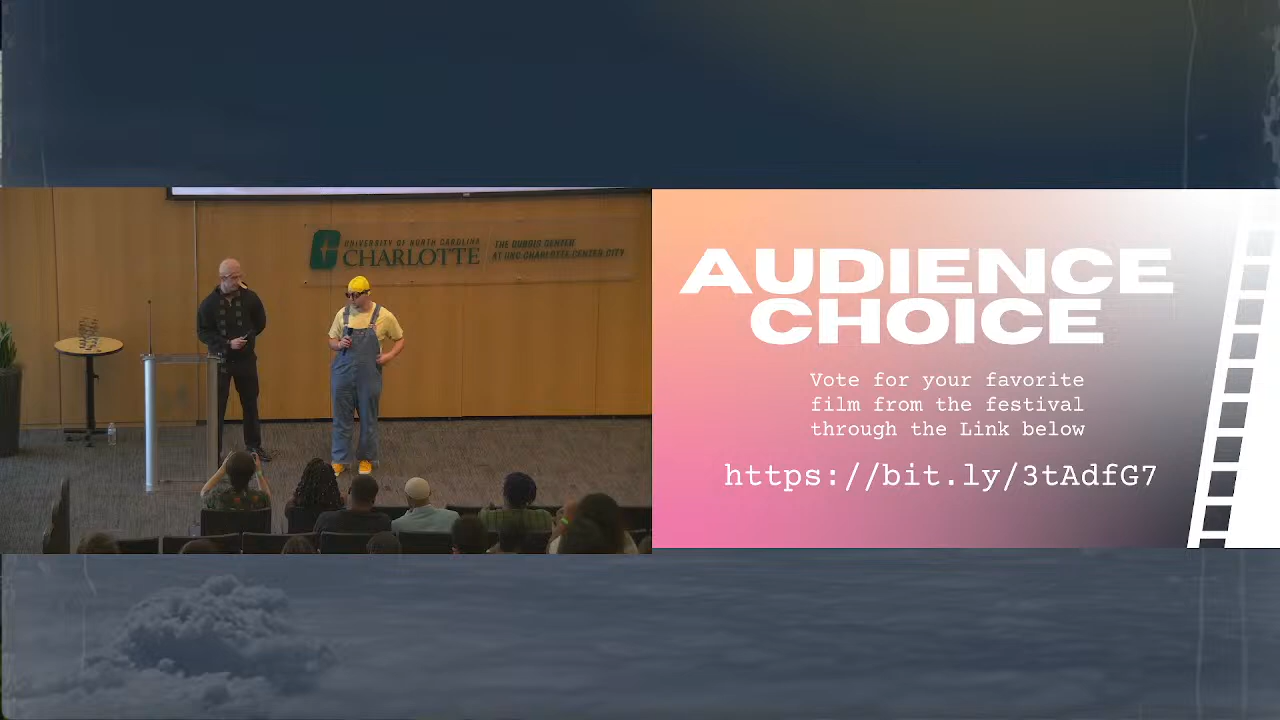 UNIVERSITY OF NORTH CAROLINA
CHARLOTTE
THE DUBOIS CENTER
AT UNC CHARLOTTE CENTER CITY
AUDIENCE
CHOICE
Vote for your favorite
film from the festival
through the Link below
https://bit.ly/3tAdfG7